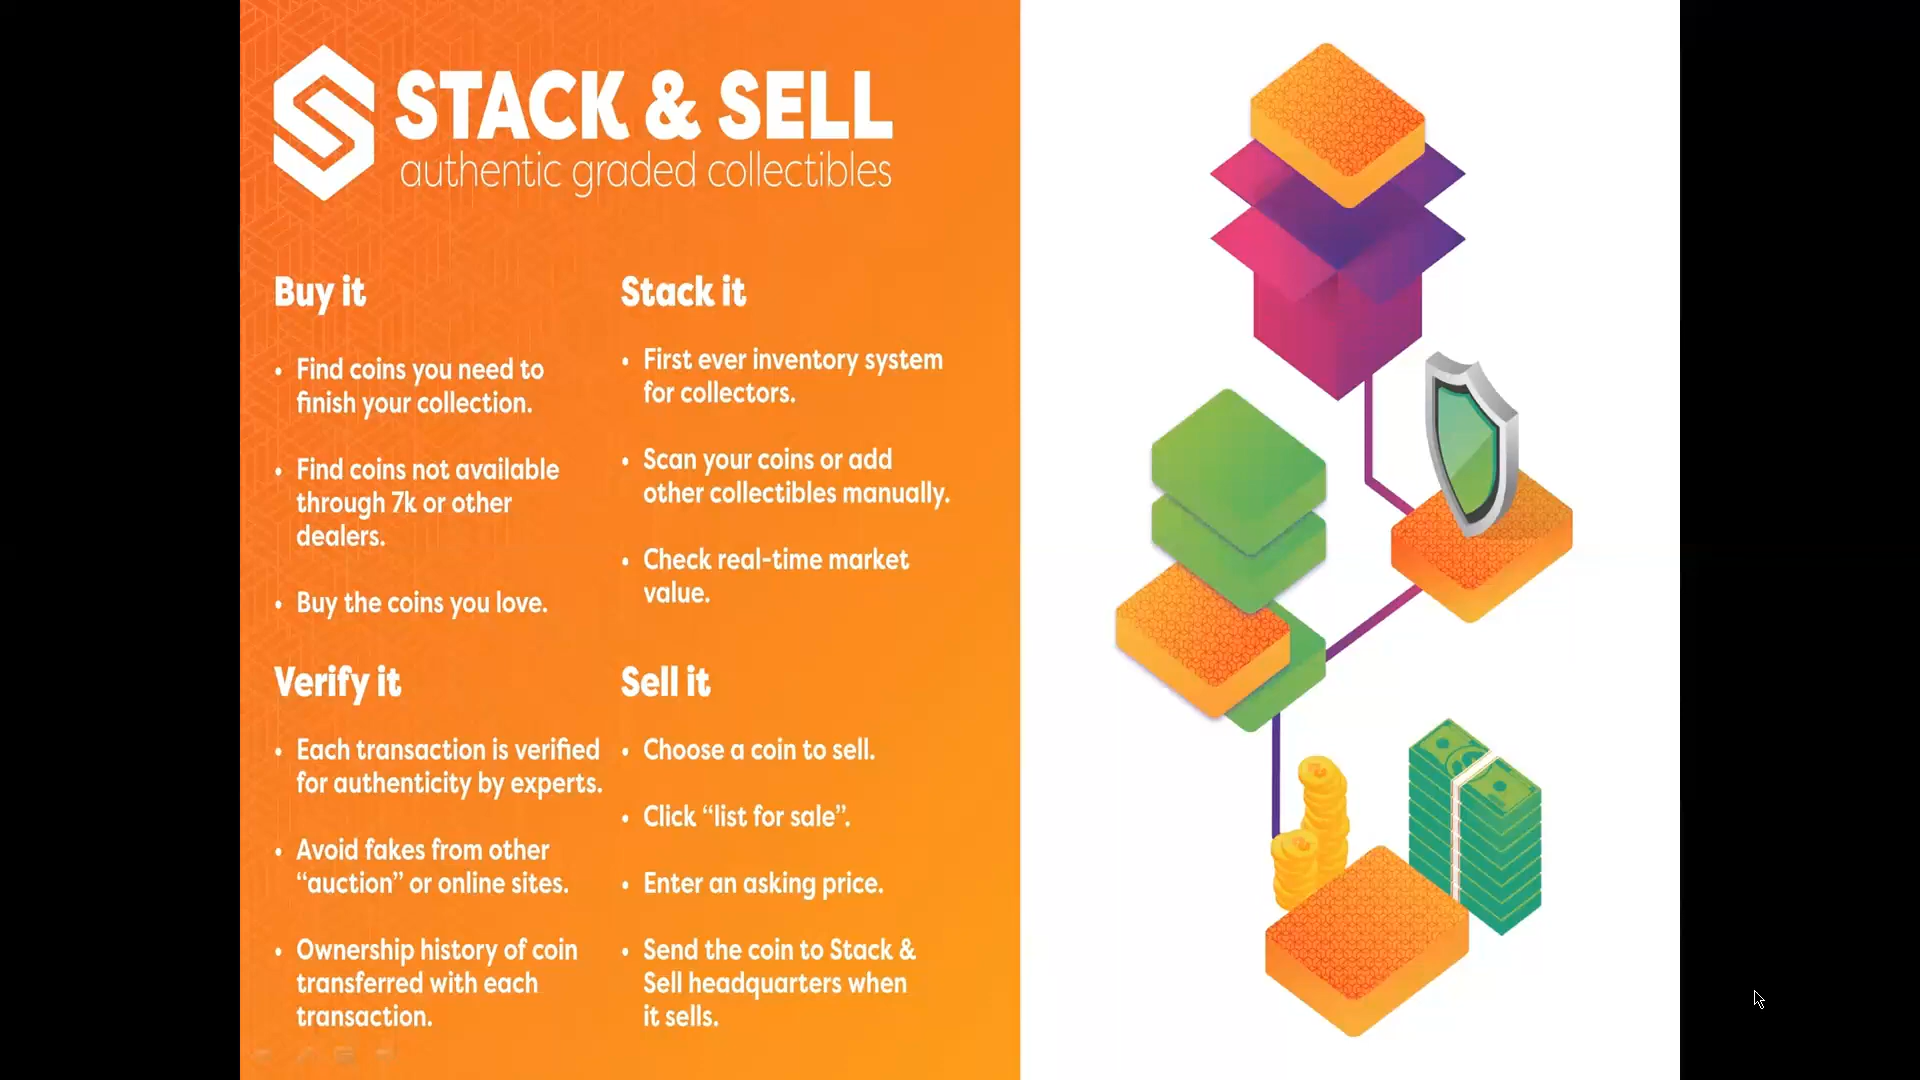 STACK & SELL
authentic graded collectibles
Buy it
• Find coins you need to
finish your collection.
• Find coins not available
through 7k or other
dealers.
• Buy the coins you love.
Stack it
• First ever inventory system
for collectors.
• Scan your coins or add
other collectibles manually.
• Check real-time market
value.
Verify it
• Each transaction is verified
for authenticity by experts.
• Avoid fakes from other
“auction” or online sites.
• Ownership history of coin
transferred with each
transaction.
Sell it
• Choose a coin to sell.
• Click “list for sale”.
• Enter an asking price.
• Send the coin to Stack &
Sell headquarters when
it sells.